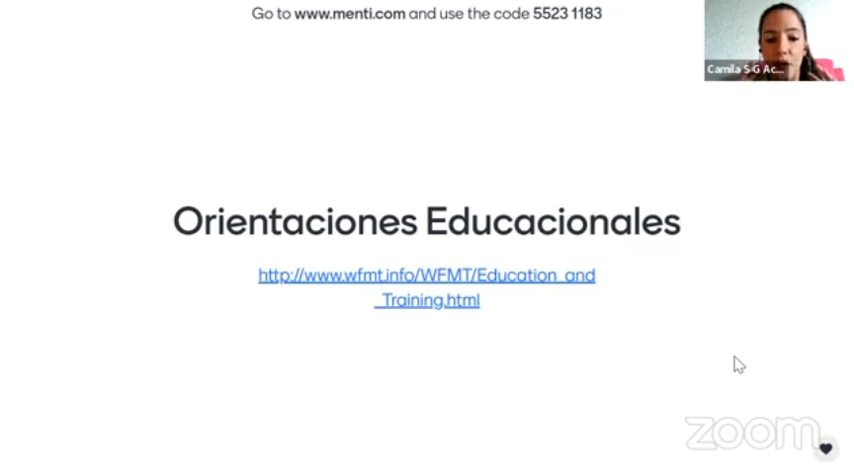 Go to www.menti.com and use the code 5523 1183
Camila S G Ac...
Orientaciones Educacionales
http://www.wfmt.info/WFMT/Education_and
_Training.html
zoom